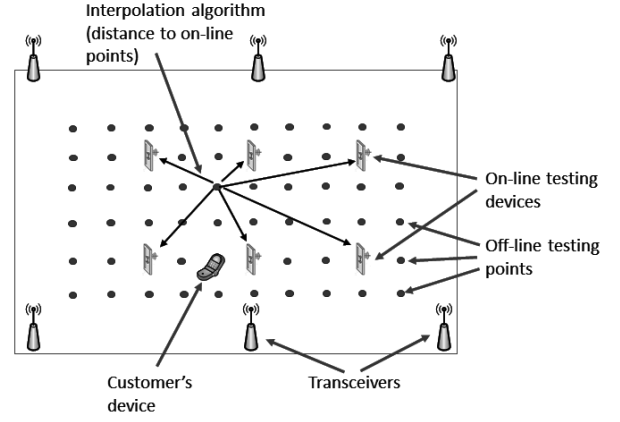 Interpolation algorithm
(distance to on-line
points)
On-line testing
devices
Off-line testing
points
Customer's
device
Transceivers